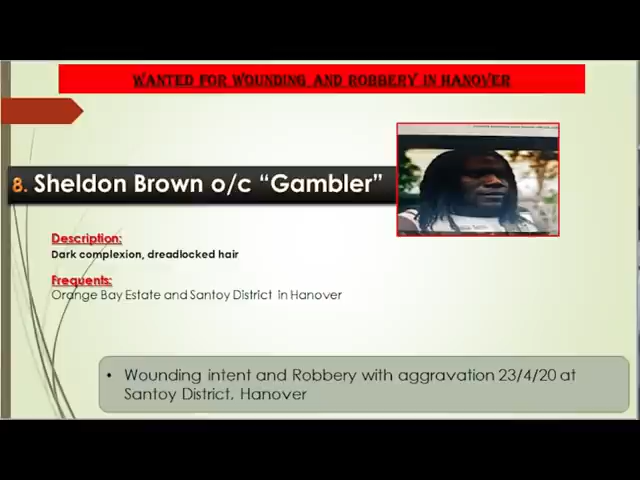 WANTED FOR WOUNDING AND ROBBERY IN HANOVER
8. Sheldon Brown o/c “Gambler”
Description:
Dark complexion, dreadlocked hair
Frequents:
Orange Bay Estate and Santoy District in Hanover
• Wounding intent and Robbery with aggravation 23/4/20 at
Santoy District, Hanover